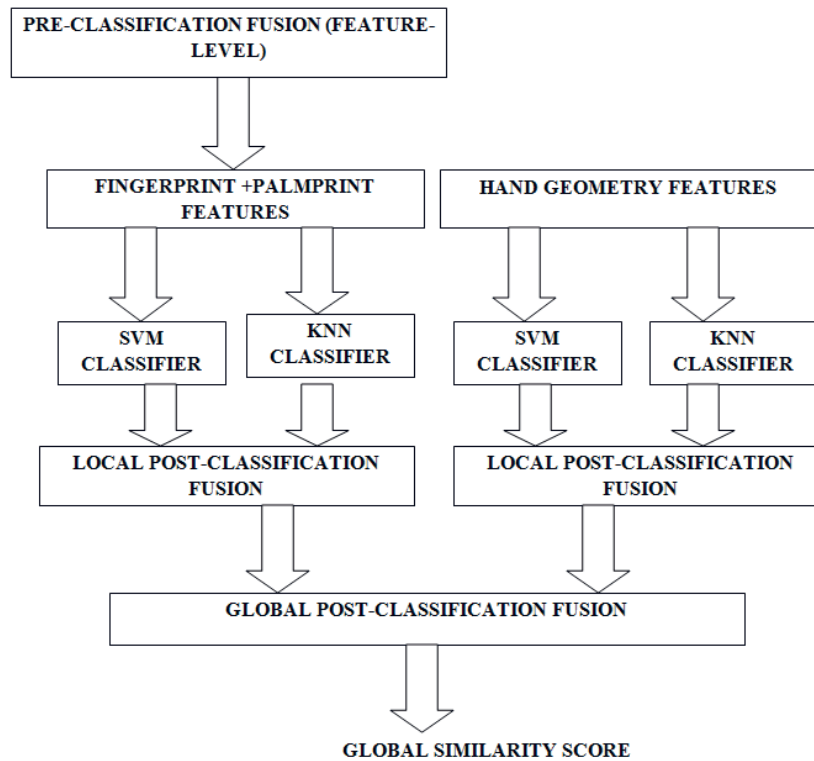 PRE-CLASSIFICATION FUSION (FEATURE-
LEVEL)
FINGERPRINT +PALMPRINT
FEATURES
HAND GEOMETRY FEATURES
SVM
CLASSIFIER
KNN
CLASSIFIER
SVM
CLASSIFIER
KNN
CLASSIFIER
LOCAL POST-CLASSIFICATION
FUSION
LOCAL POST-CLASSIFICATION
FUSION
GLOBAL POST-CLASSIFICATION FUSION
GLOBAL SIMILARITY SCORE